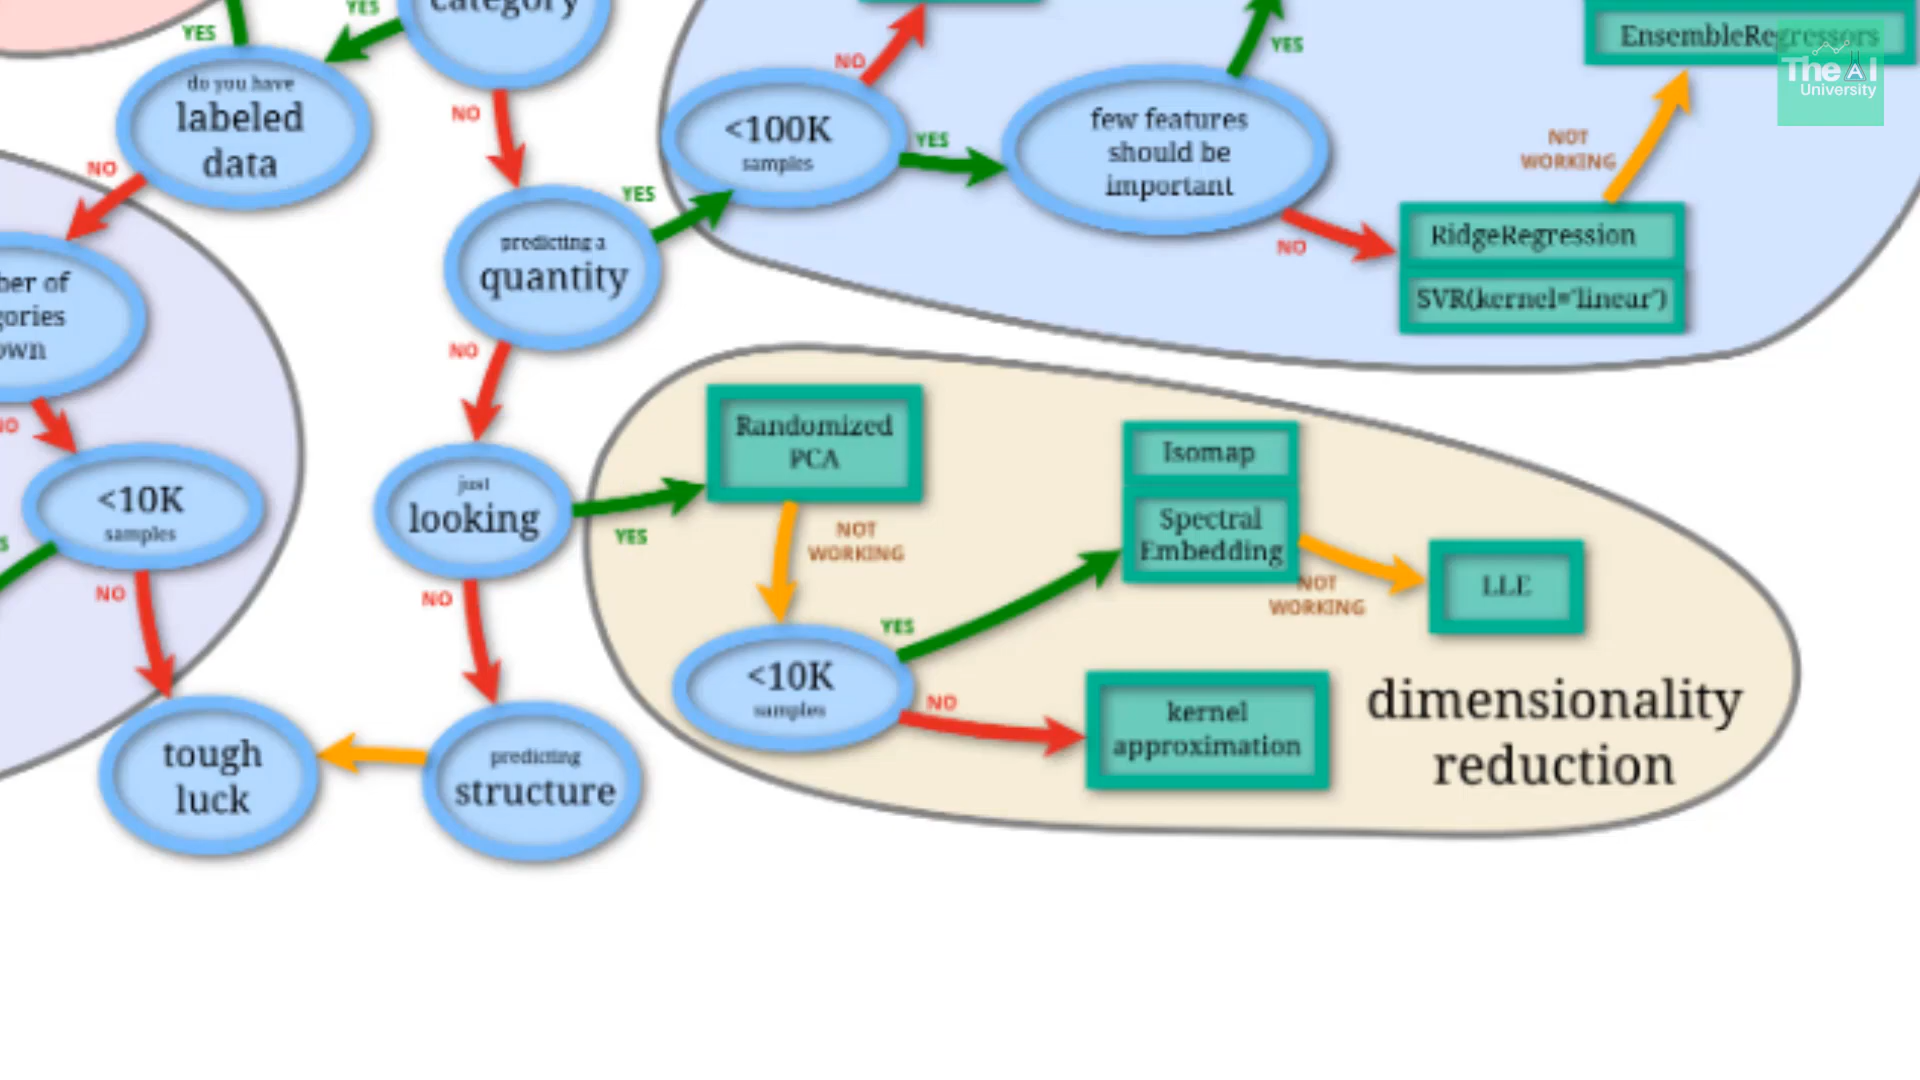 category
YES
YES
do you have
labeled
data
NO
NO
<100K
samples
NO
YES
few features
should be
important
YES
NO
EnsembleRegressors
The AI
University
NOT
WORKING
RidgeRegression
SVR(kernel='linear')
predicting a
quantity
YES
NO
NO
<10K
samples
NO
just
looking
YES
NO
Randomized
PCA
NOT
WORKING
<10K
samples
YES
NO
Isomap
Spectral
Embedding
NOT
WORKING
LLE
kernel
approximation
dimensionality
reduction
tough
luck
predicting
structure